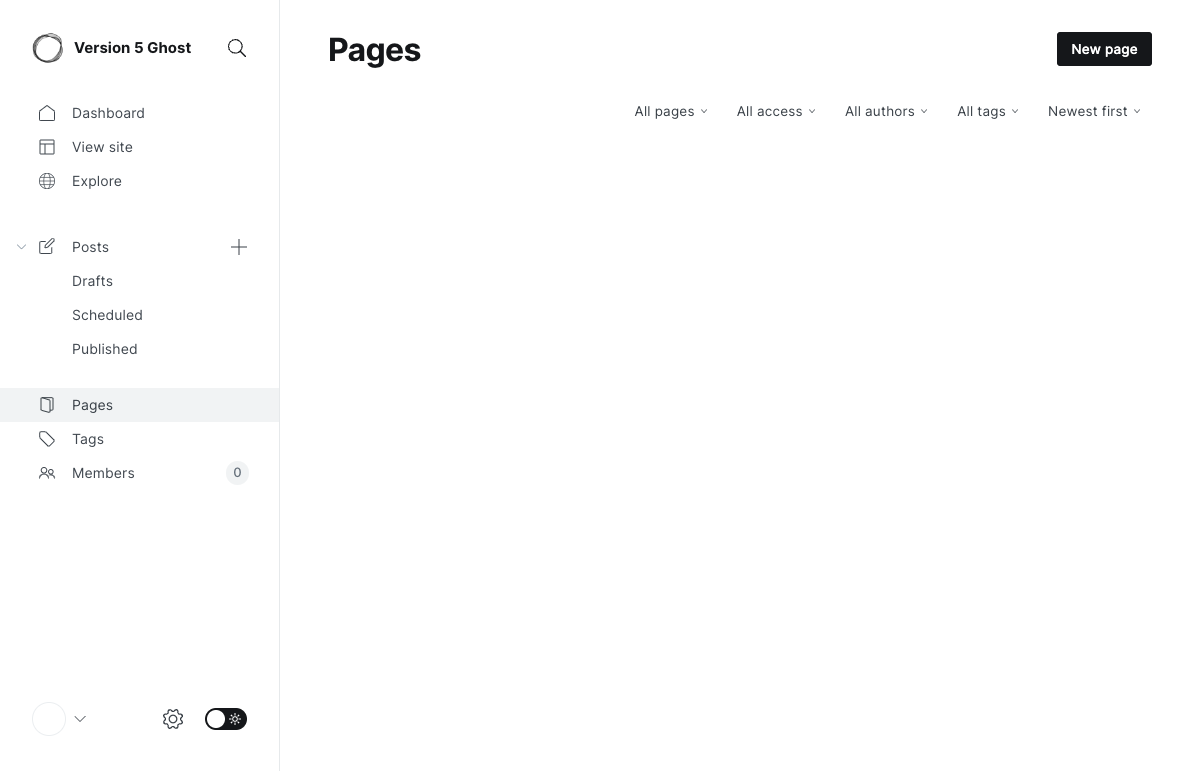 Version 5 Ghost
Dashboard
View site
Explore
Posts
Drafts
Scheduled
Published
Pages
Tags
Members 0
Pages
New page
All pages All access All authors All tags Newest first